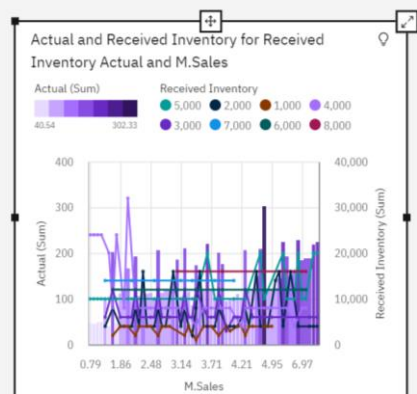 Actual and Received Inventory for Received
Inventory Actual and M.Sales
Actual (Sum)
40.54 302.33
Received Inventory
5,000 2,000 1,000 4,000
3,000 7,000 6,000 8,000
400 40,000
300 30,000
200 20,000
100 10,000
0 0
Actual (Sum)
Received Inventory (Sum)
0.79 1.86 2.48 3.14 3.71 4.21 4.95 6.97
M.Sales